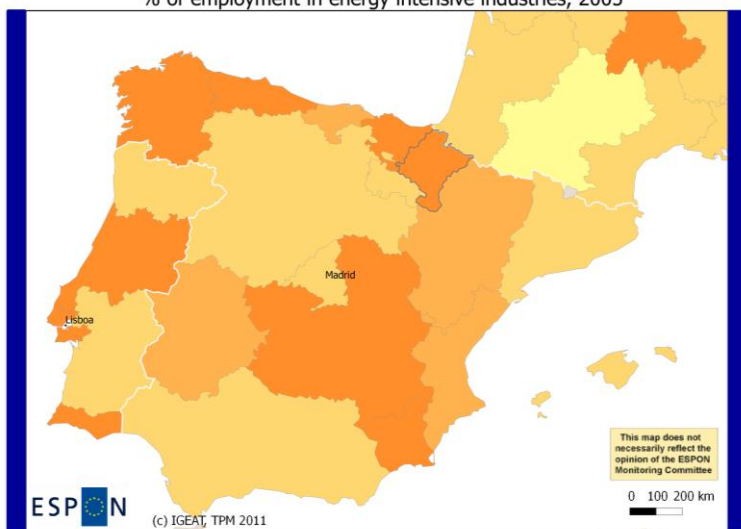 % of employment in energy intensive industries, 2005
Madrid
Lisboa
This map does not
necessarily reflect the
opinion of the ESPON
Monitoring Committee
ESPON
(c) IGEAT, TPM 2011
0 100 200 km